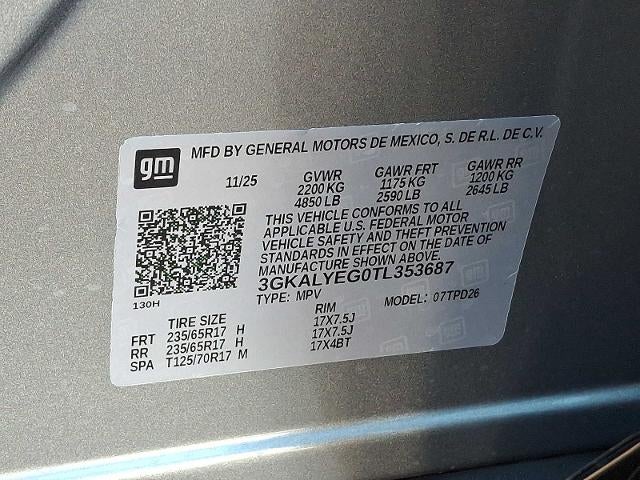 gm
MFD BY GENERAL MOTORS DE MEXICO, S. DE R.L. DE C.V.
11/25 GVWR GAWR FRT GAWR RR
2200 KG 1175 KG 1200 KG
4850 LB 2590 LB 2645 LB
THIS VEHICLE CONFORMS TO ALL
APPLICABLE U.S. FEDERAL MOTOR
VEHICLE SAFETY AND THEFT PREVENTION
STANDARDS IN EFFECT ON THE DATE OF
MANUFACTURE SHOWN ABOVE.
3GKALYEG0TL353687
130H
TYPE: MPV MODEL: 07TPD26
TIRE SIZE RIM
FRT 235/65R17 H 17X7.5J
RR 235/65R17 H 17X7.5J
SPA T125/70R17 M 17X4BT